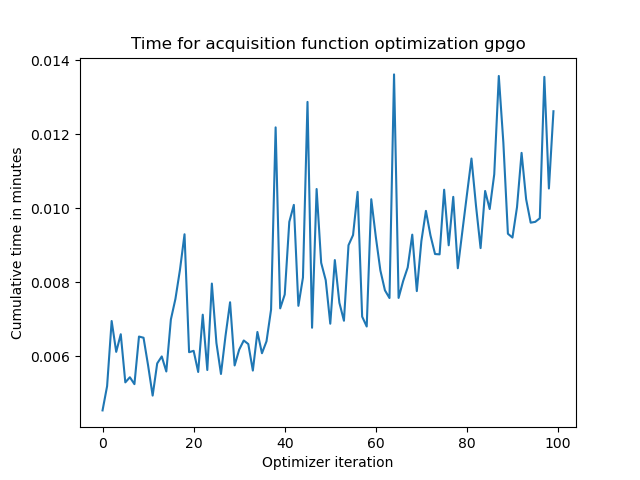 Time for acquisition function optimization gpgo
Cumulative time in minutes
0.014
0.012
0.010
0.008
0.006
0 20 40 60 80 100
Optimizer iteration